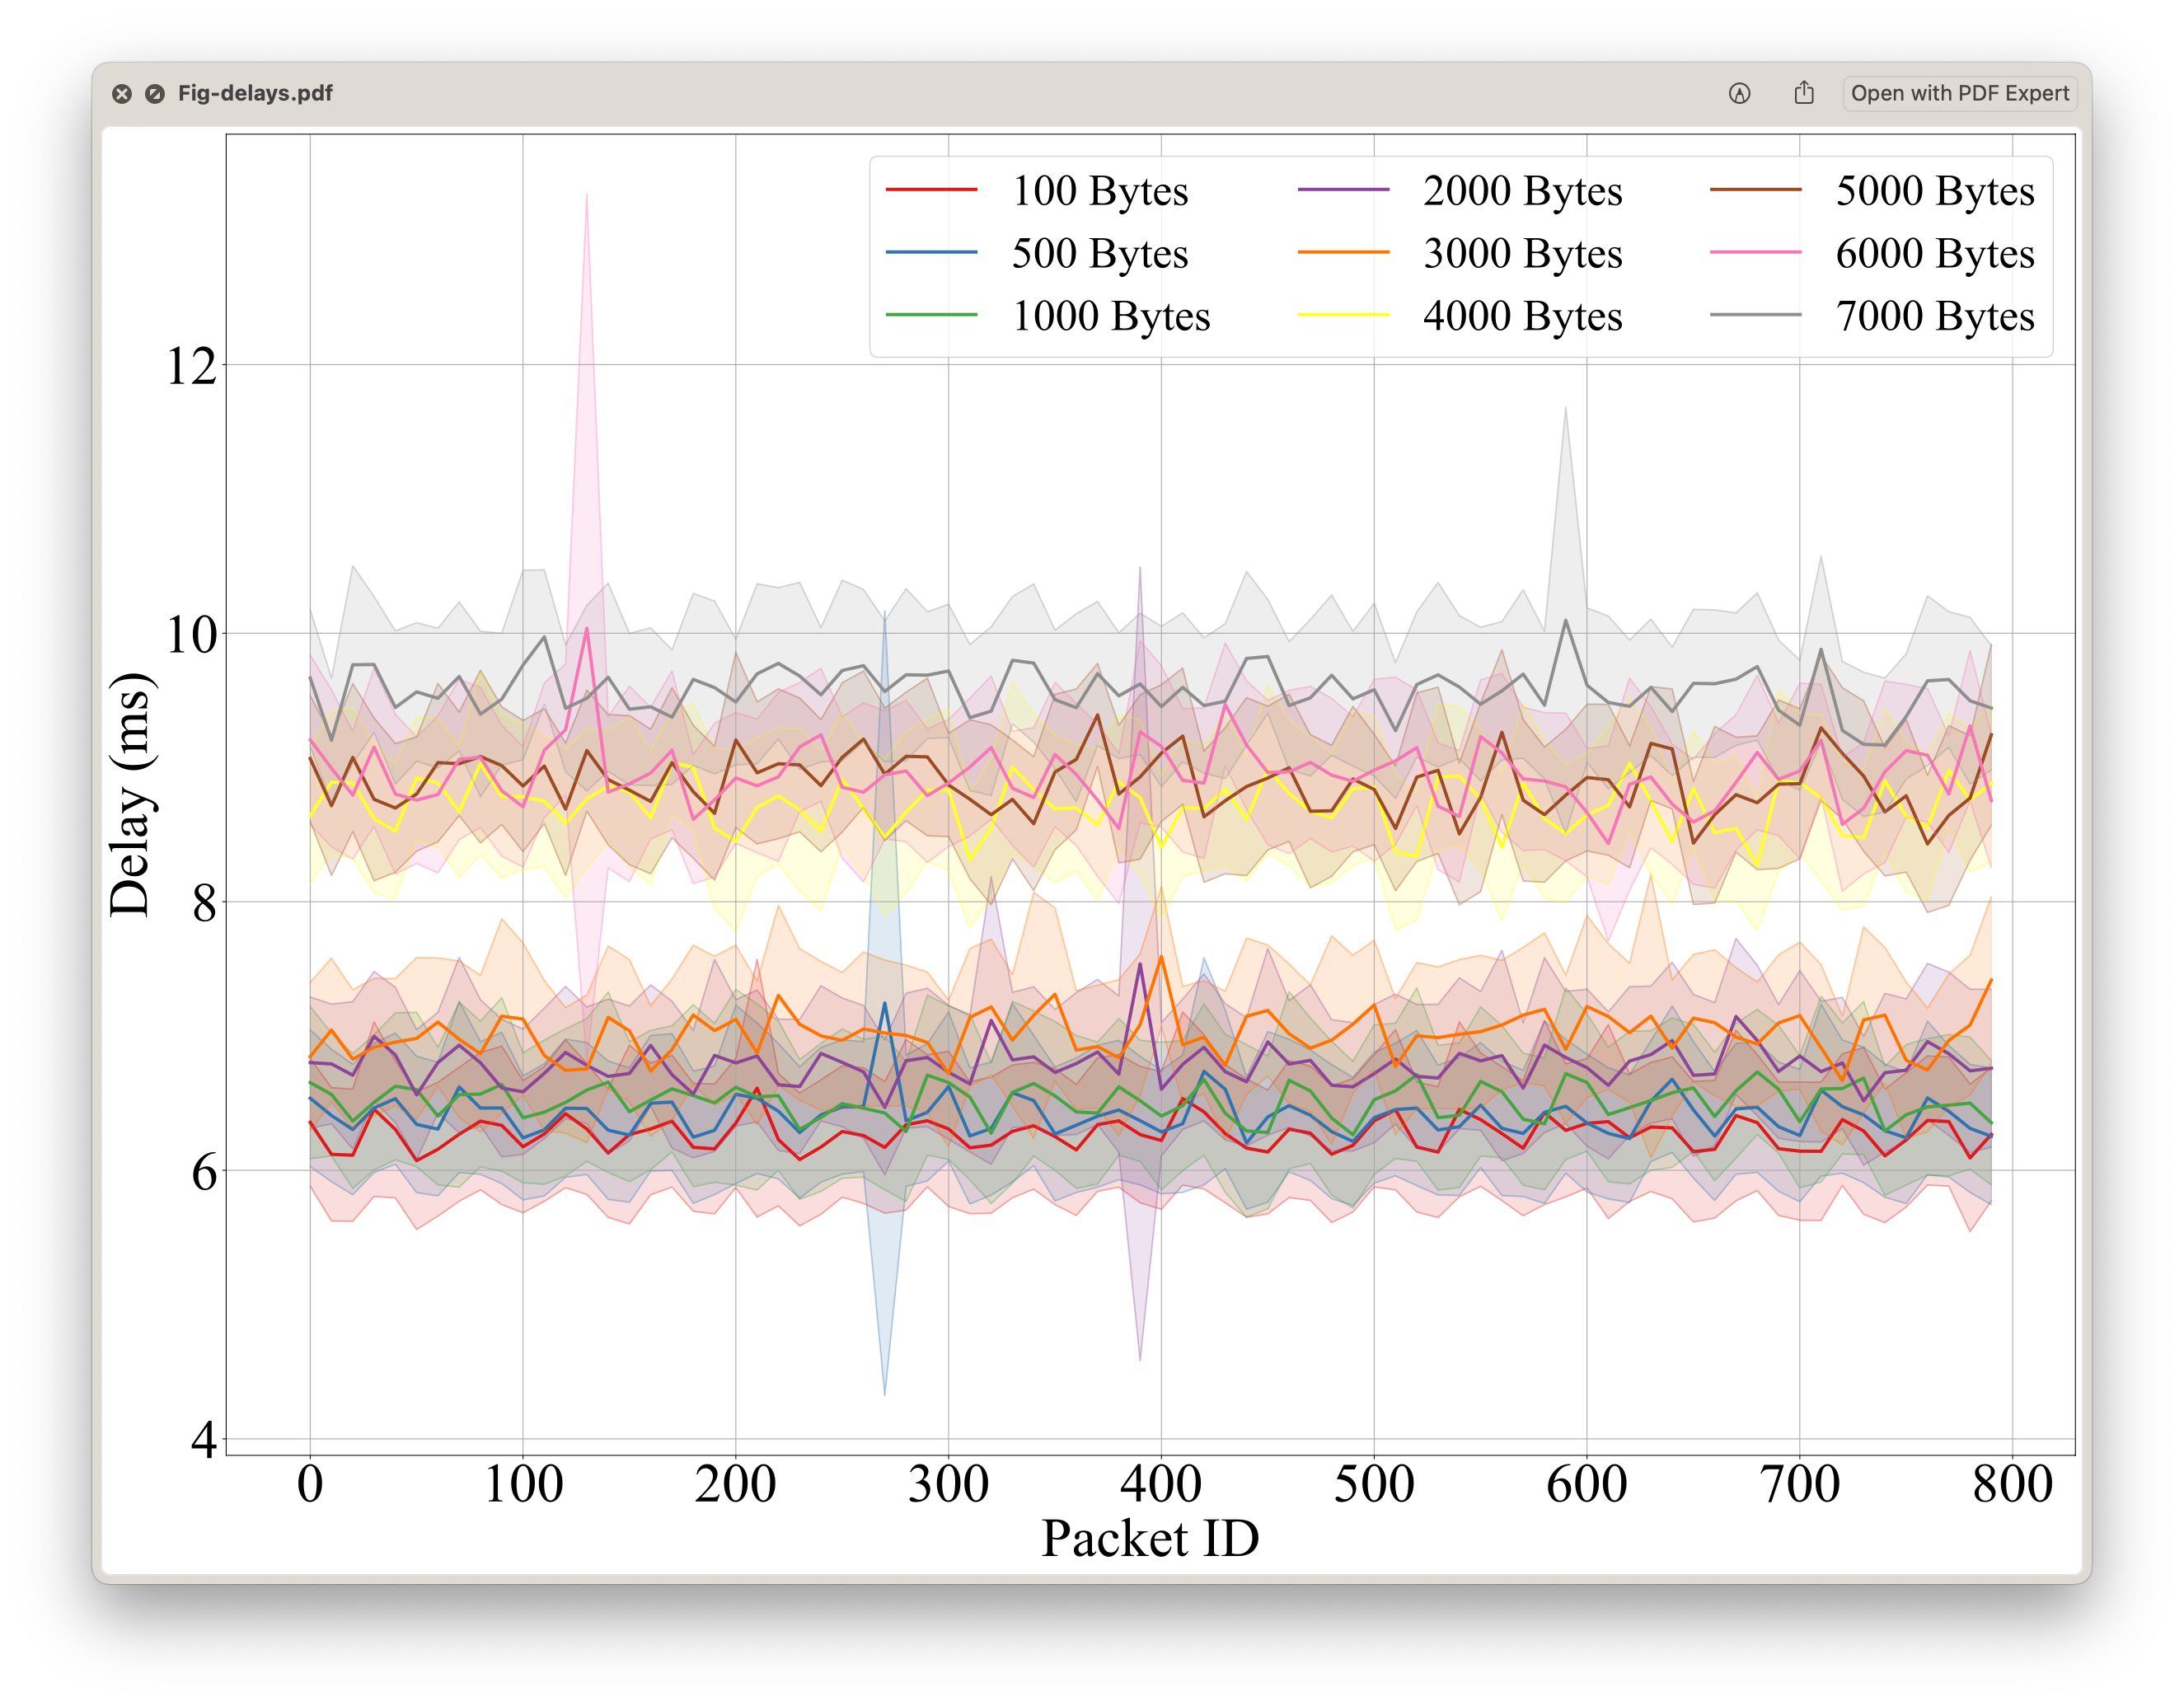 Fig-delays.pdf
Open with PDF Expert
100 Bytes
500 Bytes
1000 Bytes
2000 Bytes
3000 Bytes
4000 Bytes
5000 Bytes
6000 Bytes
7000 Bytes
Delay (ms)
12
10
8
6
4
0 100 200 300 400 500 600 700 800
Packet ID